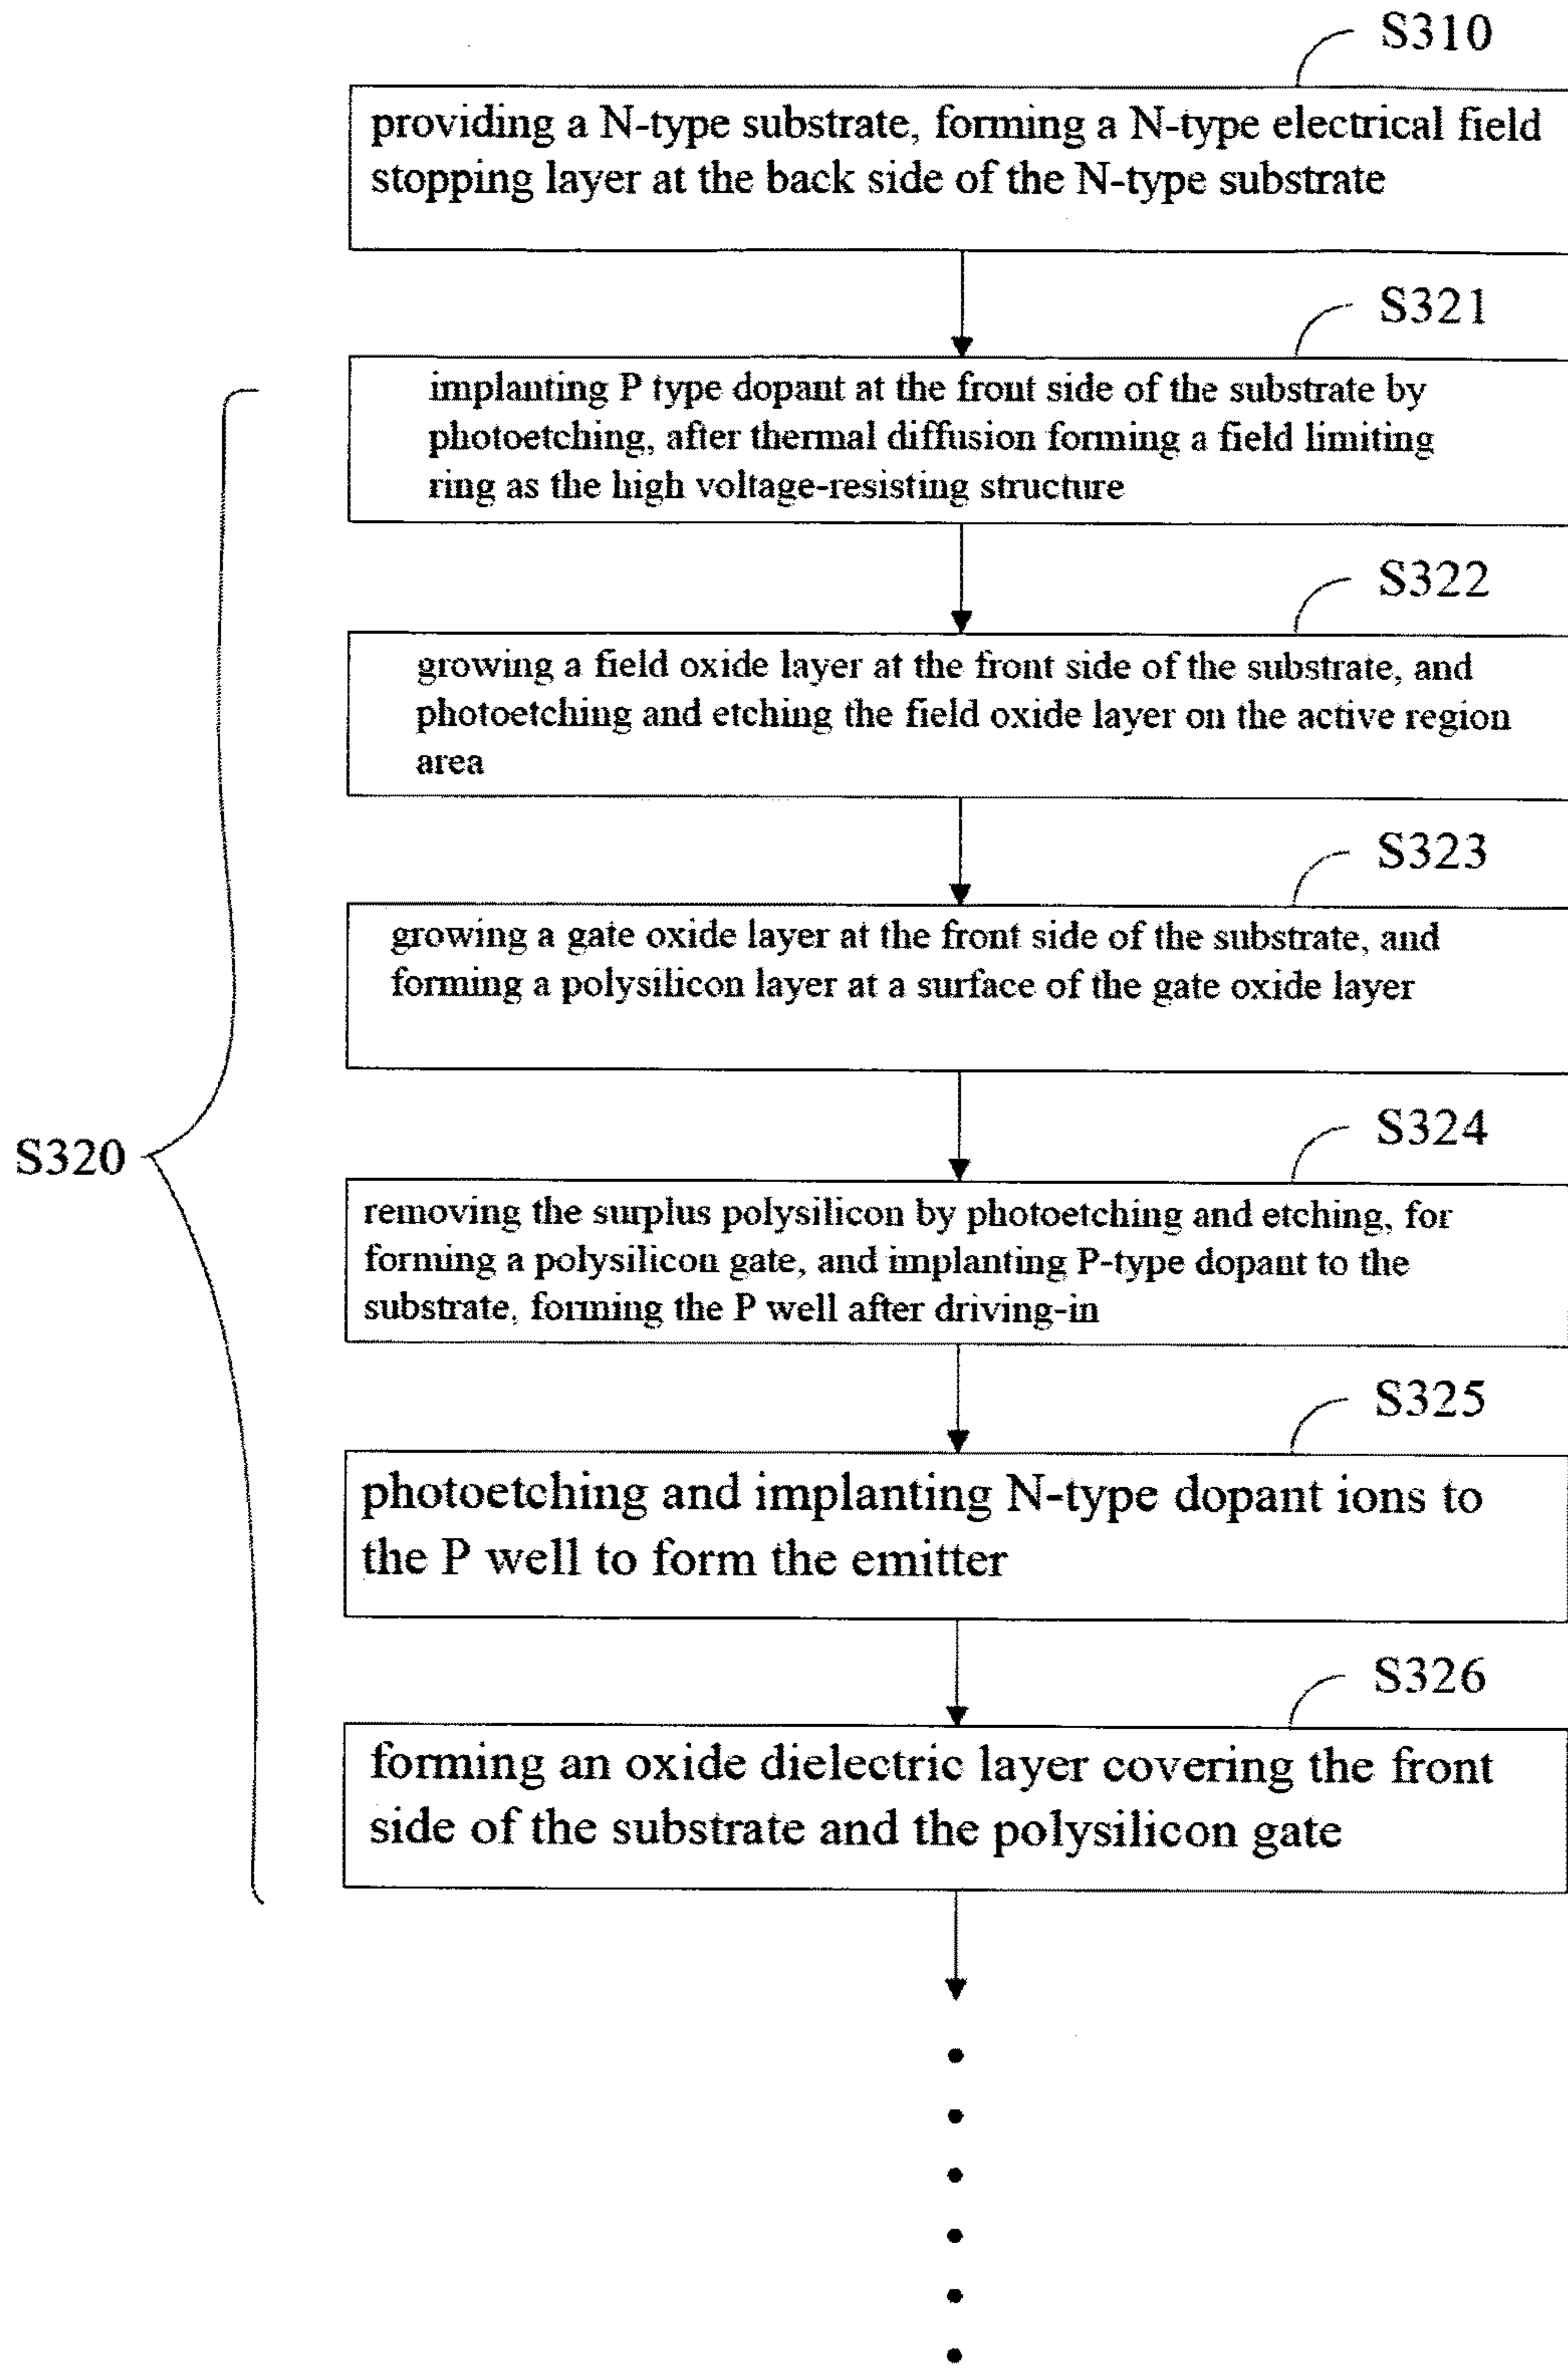 S310
providing a N-type substrate, forming a N-type electrical field
stopping layer at the back side of the N-type substrate
S321
implanting P type dopant at the front side of the substrate by
photoetching, after thermal diffusion forming a field limiting
ring as the high voltage-resisting structure
S322
growing a field oxide layer at the front side of the substrate, and
photoetching and etching the field oxide layer on the active region
area
S323
growing a gate oxide layer at the front side of the substrate, and
forming a polysilicon layer at a surface of the gate oxide layer
S320
S324
removing the surplus polysilicon by photoetching and etching, for
forming a polysilicon gate, and implanting P-type dopant to the
substrate, forming the P well after driving-in
S325
photoetching and implanting N-type dopant ions to
the P well to form the emitter
S326
forming an oxide dielectric layer covering the front
side of the substrate and the polysilicon gate